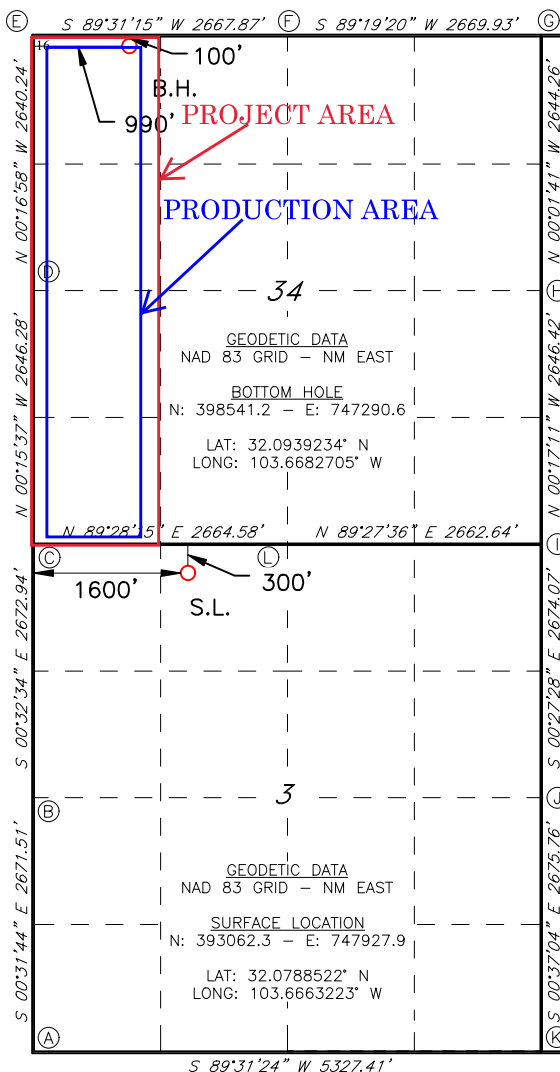 E
S 89°31'15" W 2667.87'
F
S 89°19'20" W 2669.93'
G
16
100'
B.H.
990'
PROJECT AREA
N 00°16'58" W 2640.24'
N 00°01'41" W 2644.26'
PRODUCTION AREA
D
34
H
GEODETIC DATA
NAD 83 GRID – NM EAST
BOTTOM HOLE
N: 398541.2 – E: 747290.6
LAT: 32.0939234° N
LONG: 103.6682705° W
N 00°15'37" W 2646.28'
N 00°17'11" W 2646.42'
N 89°28'15" E 2664.58'
N 89°27'36" E 2662.64'
C
L
I
1600'
300'
S.L.
S 00°32'34" E 2672.94'
S 00°27'28" E 2674.07'
3
B
J
GEODETIC DATA
NAD 83 GRID – NM EAST
SURFACE LOCATION
N: 393062.3 – E: 747927.9
LAT: 32.0788522° N
LONG: 103.6663223° W
S 00°31'44" E 2671.51'
S 00°37'04" E 2675.76'
A
K
S 89°31'24" W 5327.41'